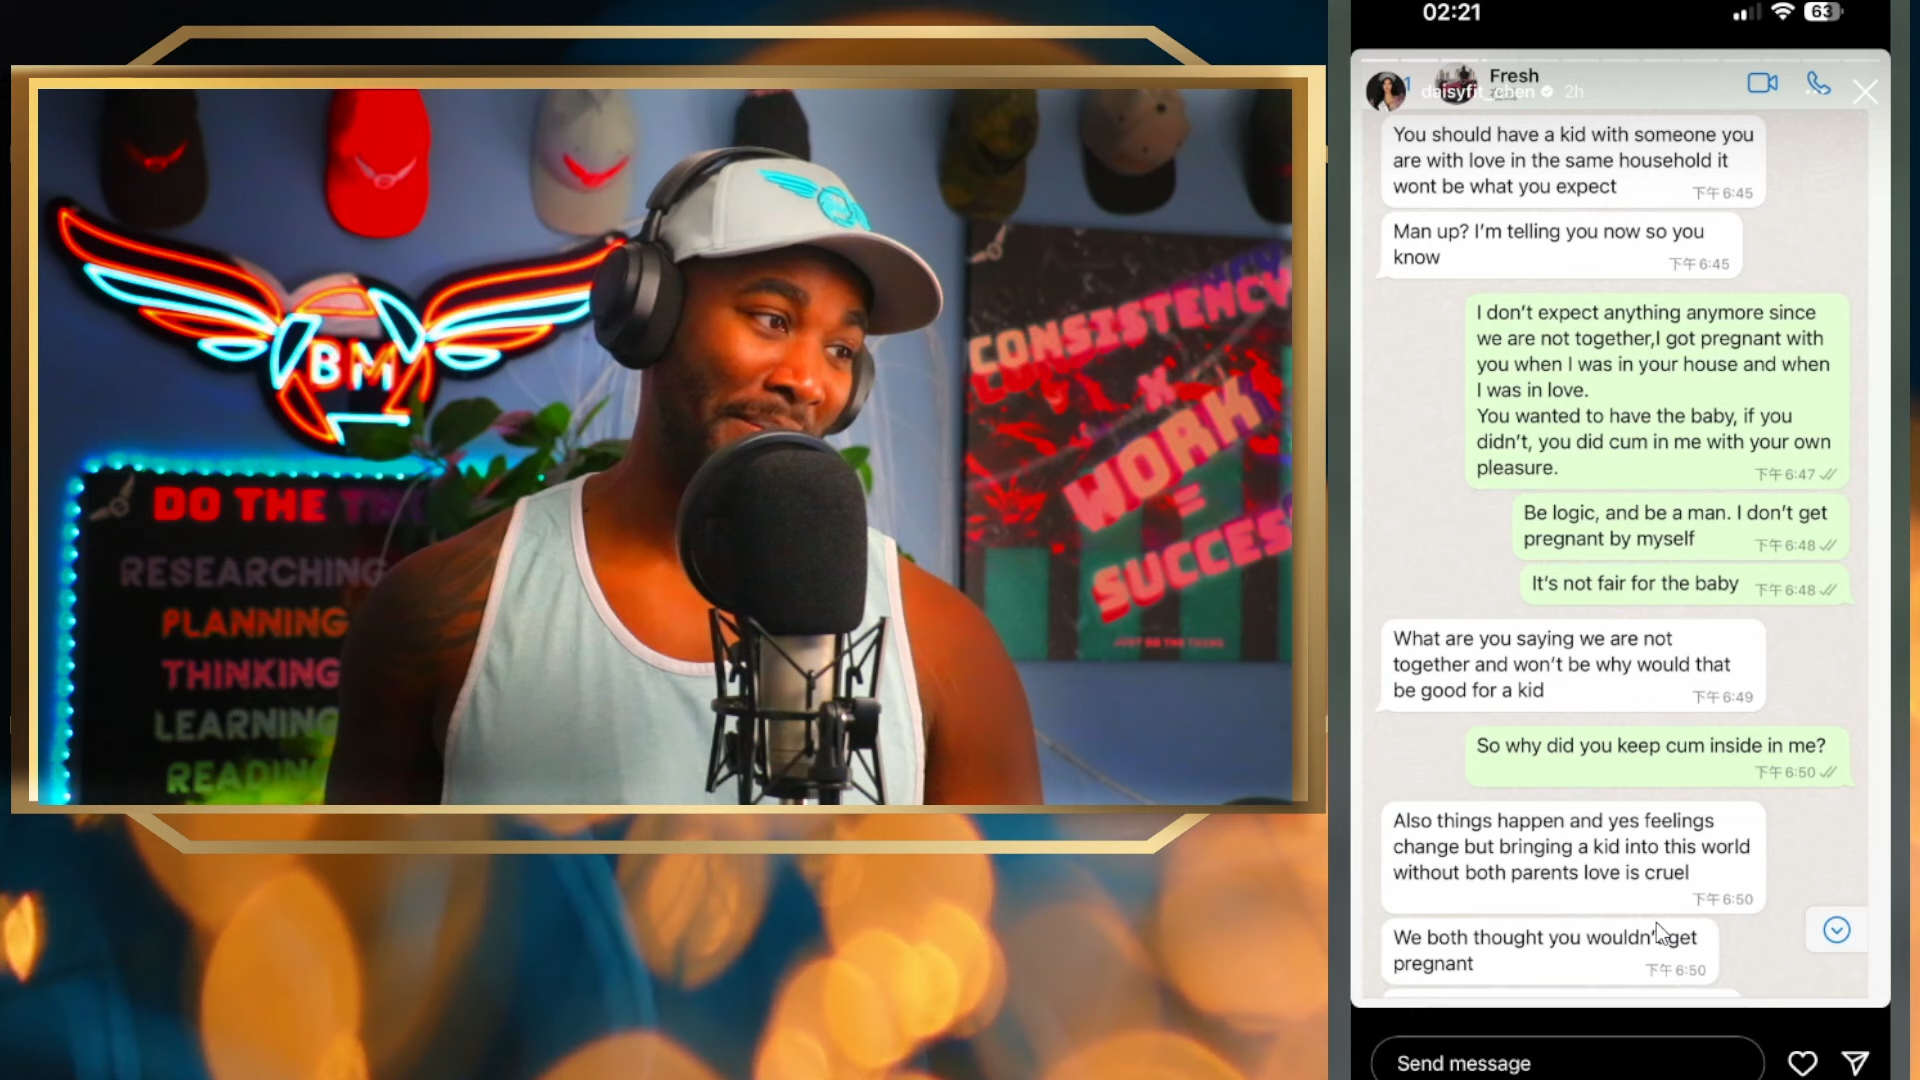 BM
DO THE
RESEARCHING
PLANNING
THINKING
LEARNING
READING
CONSISTENCY
X
WORK
=
SUCCES
JUST DO THE THING
02:21
63
Fresh
daisyfit_chen 2h
You should have a kid with someone you
are with love in the same household it
wont be what you expect
下午6:45
Man up? I'm telling you now so you
know
下午6:45
I don't expect anything anymore since
we are not together,I got pregnant with
you when I was in your house and when
I was in love.
You wanted to have the baby, if you
didn't, you did cum in me with your own
pleasure.
下午6:47
Be logic, and be a man. I don't get
pregnant by myself
下午6:48
It's not fair for the baby
下午6:48
What are you saying we are not
together and won't be why would that
be good for a kid
下午6:49
So why did you keep cum inside in me?
下午6:50
Also things happen and yes feelings
change but bringing a kid into this world
without both parents love is cruel
下午6:50
We both thought you wouldn't get
pregnant
下午6:50
Send message